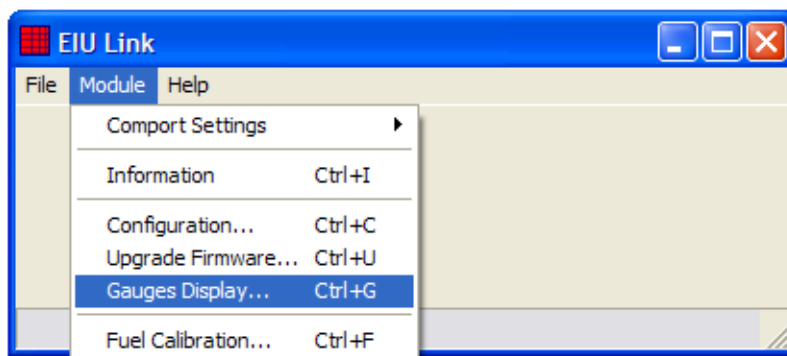 EIU Link
File Module Help
Comport Settings
Information Ctrl+I
Configuration... Ctrl+C
Upgrade Firmware... Ctrl+U
Gauges Display... Ctrl+G
Fuel Calibration... Ctrl+F